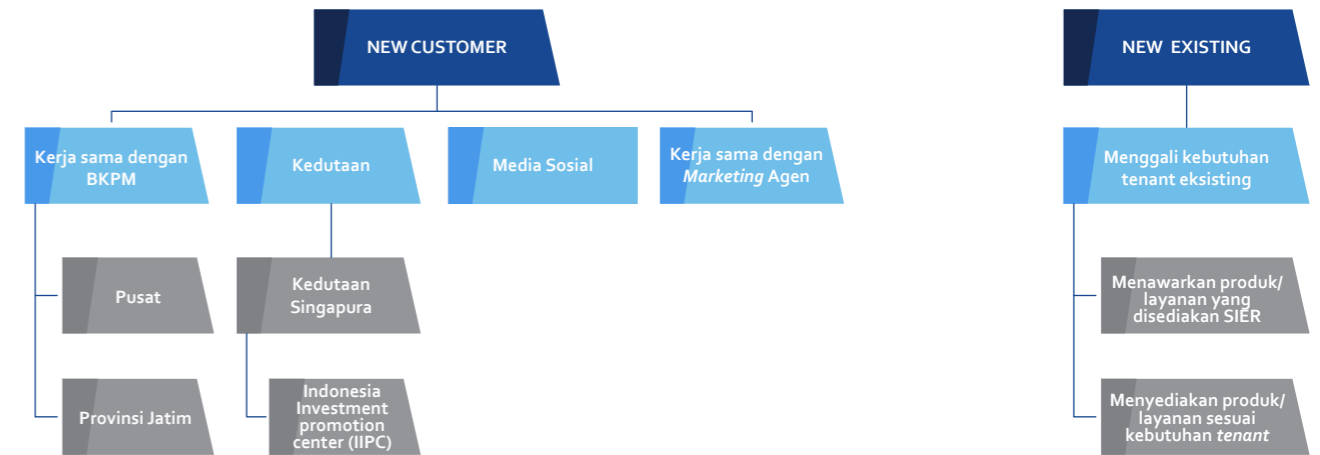 NEW CUSTOMER
Kerja sama dengan
BKPM
Pusat
Provinsi Jatim
Kedutaan
Kedutaan
Singapura
Indonesia
Investment
promotion
center (IIPC)
Media Sosial
Kerja sama dengan
Marketing Agen
NEW EXISTING
Menggali kebutuhan
tenant eksisting
Menawarkan produk/
layanan yang
disediakan SIER
Menyediakan produk/
layanan sesuai
kebutuhan tenant